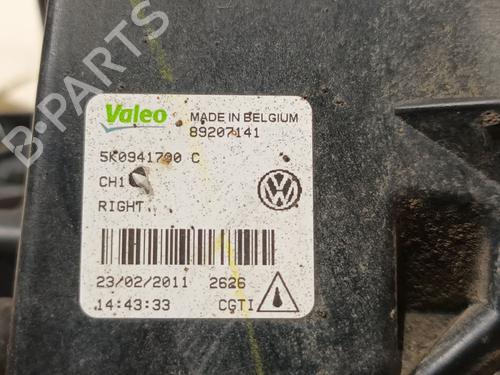 B-PARTS
Valeo
MADE IN BELGIUM
89207141
5K0941700 C
CH1
RIGHT
23/02/2011 2626
14:43:33 CGTI